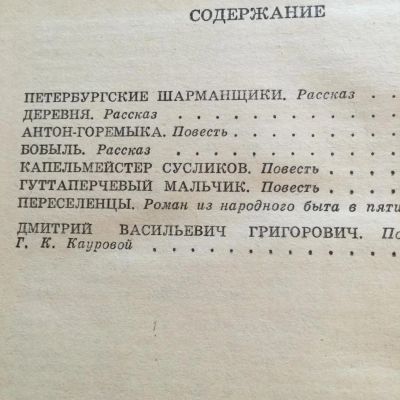 СОДЕРЖАНИЕ
ПЕТЕРБУРГСКИЕ ШАРМАНЩИКИ. Рассказ . .
ДЕРЕВНЯ. Рассказ . . . . . . . . . . . .
АНТОН-ГОРЕМЫКА. Повесть . . . . . . .
БОБЫЛЬ. Рассказ . . . . . . . . . . . .
КАПЕЛЬМЕЙСТЕР СУСЛИКОВ. Повесть . . . .
ГУТТАПЕРЧЕВЫЙ МАЛЬЧИК. Повесть . . . .
ПЕРЕСЕЛЕНЦЫ. Роман из народного быта в
ДМИТРИЙ ВАСИЛЬЕВИЧ ГРИГОРОВИЧ.
Г. К. Кауровой . . . . . . . . . . .